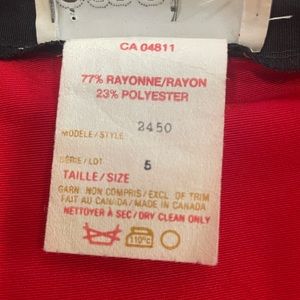 CA 04811
77% RAYONNE/RAYON
23% POLYESTER
MODELE/STYLE 2450
SERIE/LOT 5
TAILLE/SIZE
GARN. NON COMPRIS/EXCL. OF TRIM
FAIT AU CANADA/MADE IN CANADA
NETTOYER À SEC/DRY CLEAN ONLY
110°C